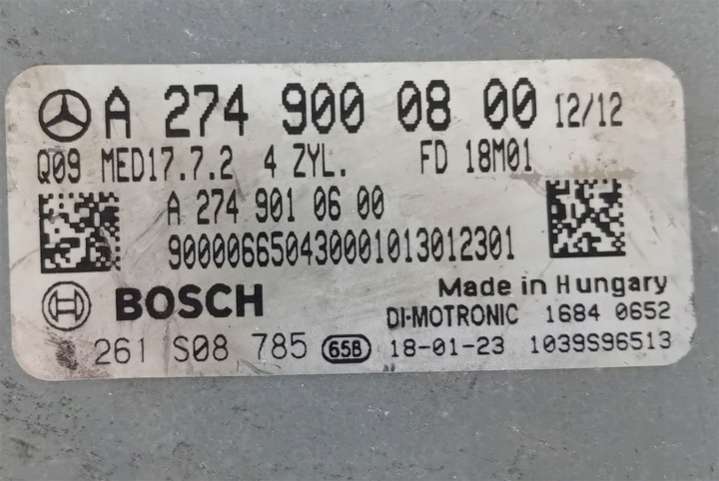 A 274 900 08 00 12/12
Q09 MED17.7.2 4 ZYL. FD 18M01
A 274 901 06 00
9000066504300001013012301
BOSCH
Made in Hungary
DI-MOTRONIC 1684 0652
261 S08 785 65B 18-01-23 1039S96513